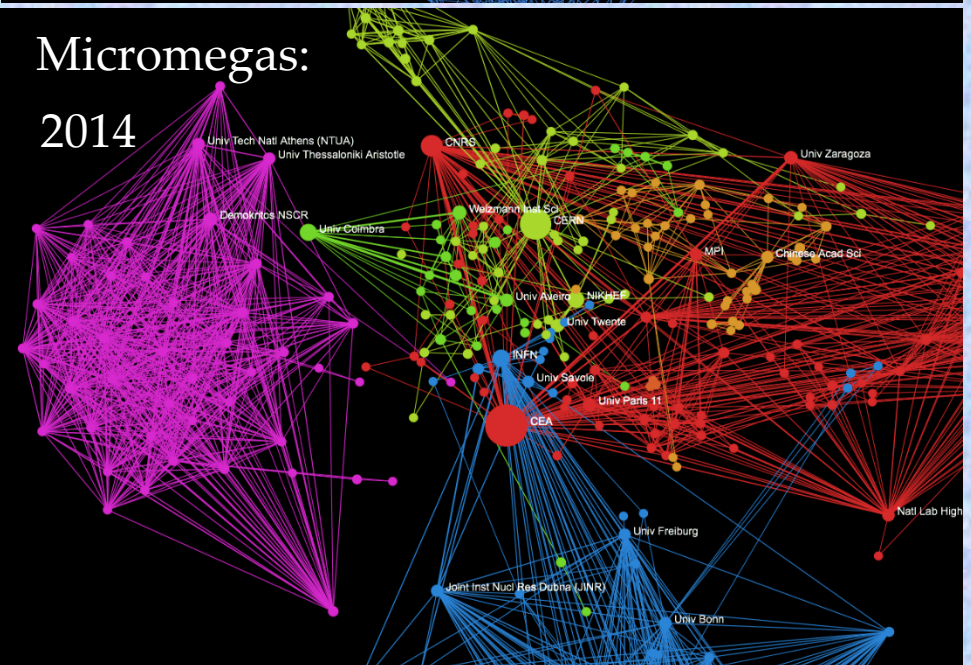 Micromegas:
2014
Univ Tech Natl Athens (NTUA)
CNRS
Univ Thessaloniki Aristotle
Univ Zaragoza
Weizmann Inst Sci
Demokritos NSCR
CERN
Univ Coimbra
MPI
Chinese Acad Sci
Univ Aveiro
NIKHEF
Univ Twente
INFN
Univ Savoie
Univ Paris 11
CEA
Natl Lab High
Univ Freiburg
Joint Inst Nucl Res Dubna (JINR)
Univ Bonn